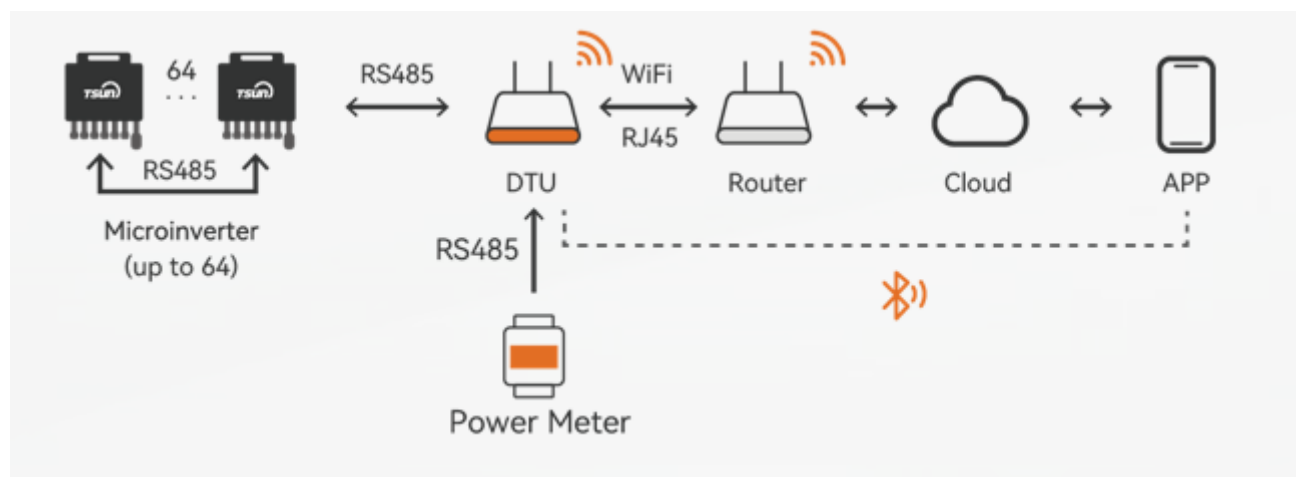 TSUN
64
...
TSUN
RS485
Microinverter
(up to 64)
RS485
DTU
WiFi
RJ45
Router
Cloud
APP
RS485
Power Meter